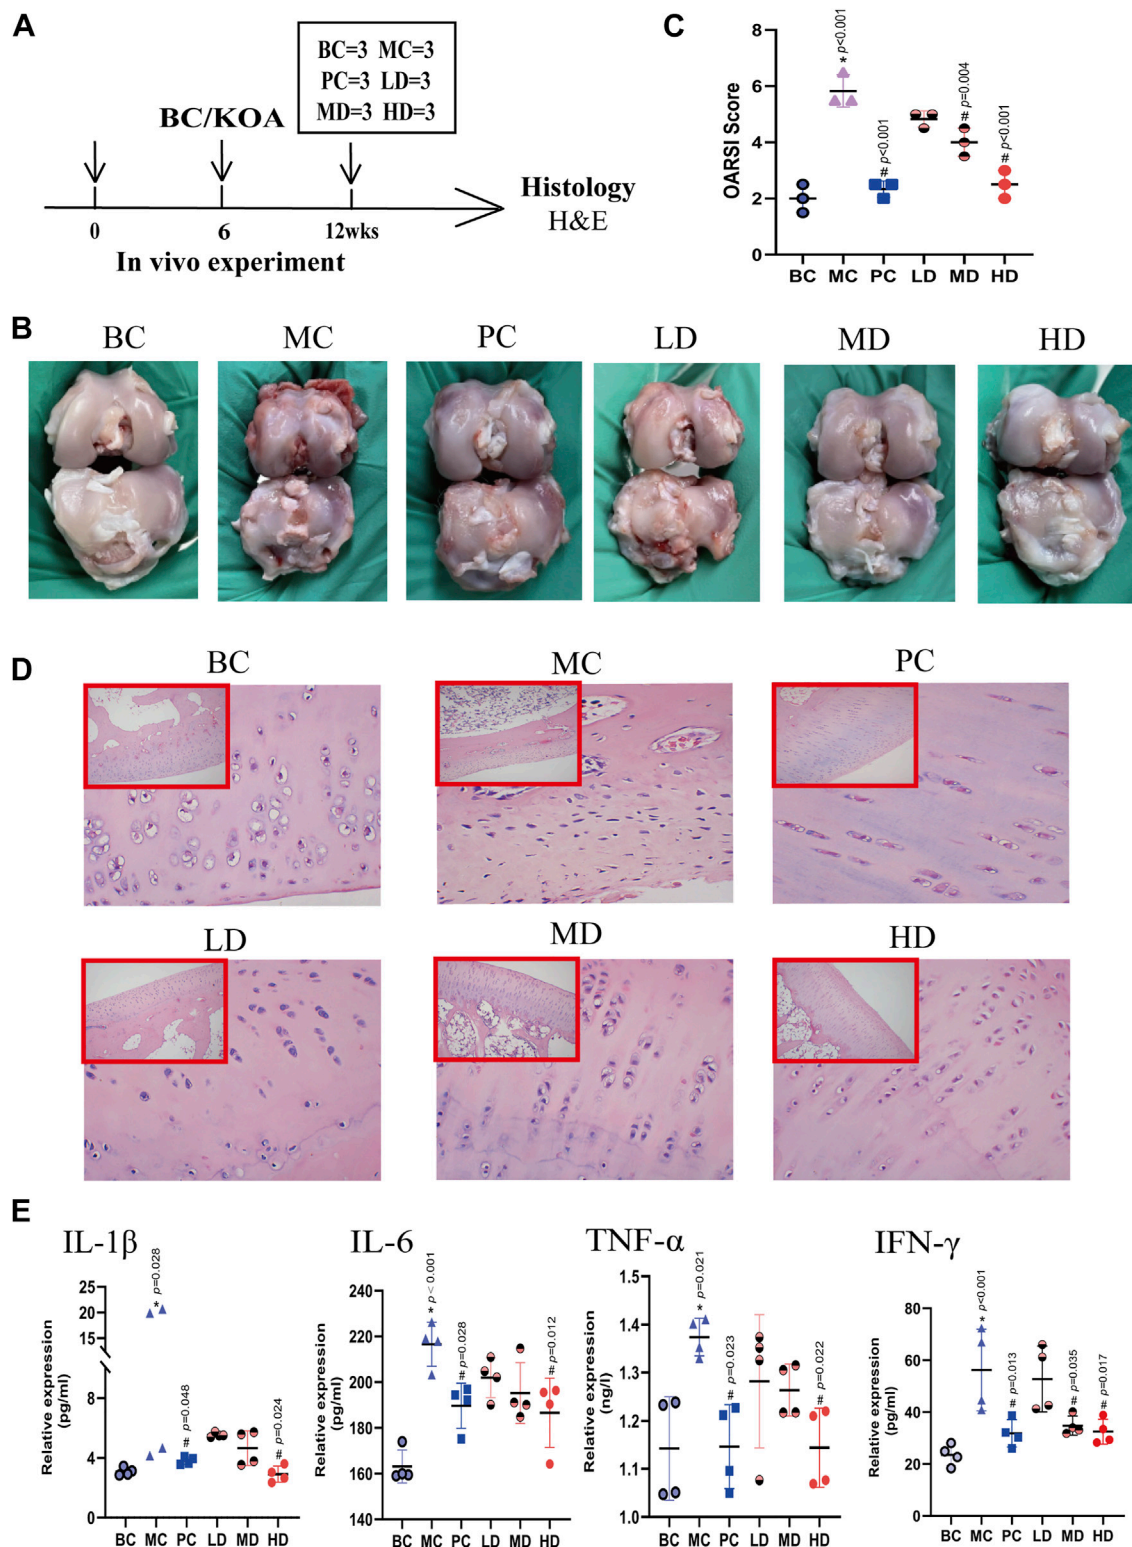 A
BC=3 MC=3
PC=3 LD=3
MD=3 HD=3
BC/KOA
0
6
12wks
Histology
H&E
In vivo experiment
C
OARSI Score
8
6
4
2
0
* p<0.001
# p<0.001
# p=0.004
# p<0.001
BC MC PC LD MD HD
B
BC MC PC LD MD HD
D
BC MC PC
LD MD HD
E
IL-1β
Relative expression
(pg/ml)
25
20
15
8
4
0
* p=0.028
# p=0.048
# p=0.024
BC MC PC LD MD HD
IL-6
Relative expression
(pg/ml)
240
220
200
180
160
140
* p < 0.001
# p=0.028
# p=0.012
BC MC PC LD MD HD
TNF-α
Relative expression
(ng/l)
1.5
1.4
1.3
1.2
1.1
1.0
* p=0.021
# p=0.023
# p=0.022
BC MC PC LD MD HD
IFN-γ
Relative expression
(pg/ml)
80
60
40
20
0
* p<0.001
# p=0.013
# p=0.035
# p=0.017
BC MC PC LD MD HD